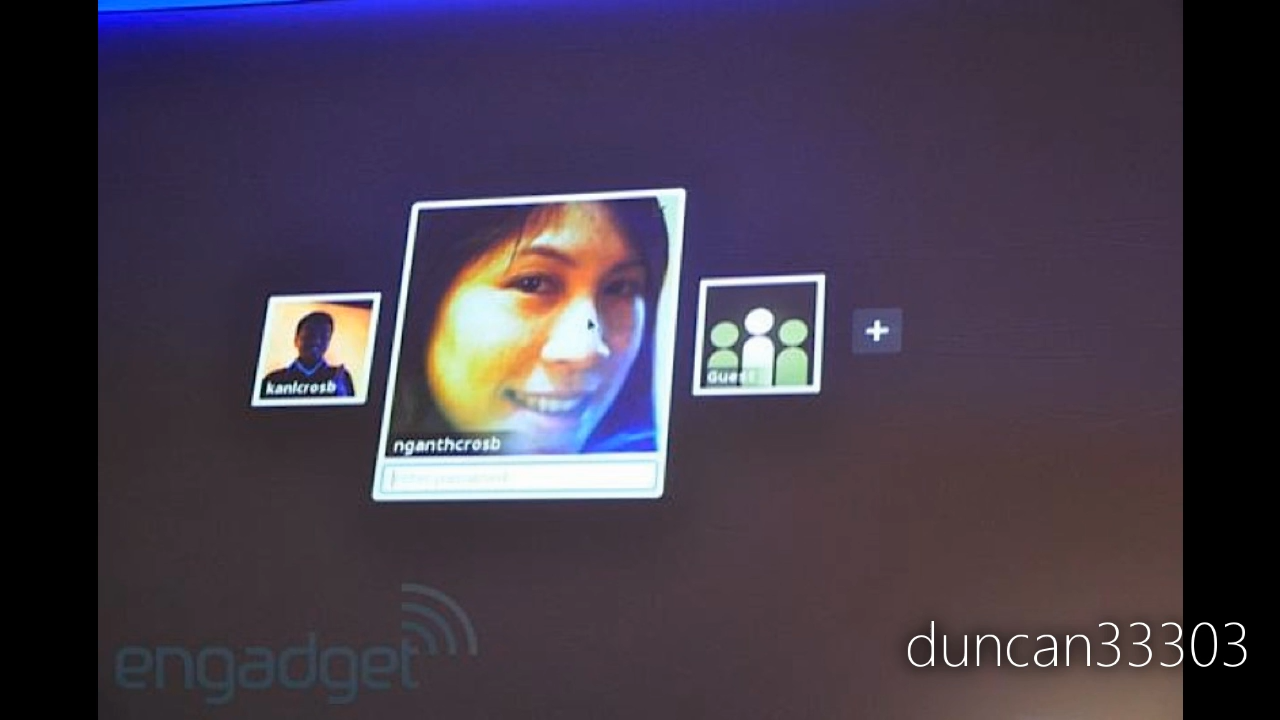 kanlcrosb
nganthcrosb
Guest
engadget
duncan33303